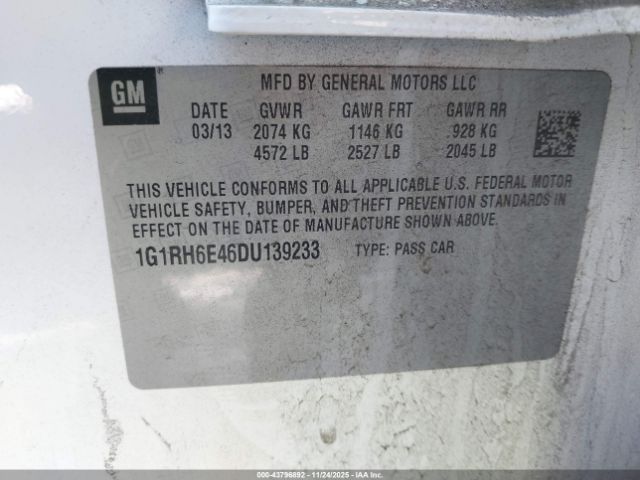 GM
MFD BY GENERAL MOTORS LLC
DATE GVWR GAWR FRT GAWR RR
03/13 2074 KG 1146 KG 928 KG
4572 LB 2527 LB 2045 LB
THIS VEHICLE CONFORMS TO ALL APPLICABLE U.S. FEDERAL MOTOR
VEHICLE SAFETY, BUMPER, AND THEFT PREVENTION STANDARDS IN
EFFECT ON THE DATE OF MANUFACTURE SHOWN ABOVE.
1G1RH6E46DU139233 TYPE: PASS CAR
000-43796892 - 11/24/2025 - COPART